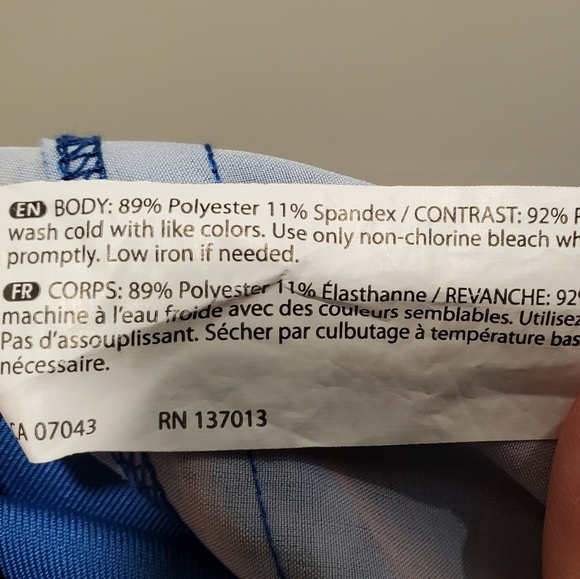 EN BODY: 89% Polyester 11% Spandex / CONTRAST: 92%
wash cold with like colors. Use only non-chlorine bleach
promptly. Low iron if needed.
FR CORPS: 89% Polyester 11% Élasthanne / REVANCHE:
machine à l'eau froide avec des couleurs semblables. Utilisez
Pas d'assouplissant. Sécher par culbutage à température
nécessaire.
A 07043 RN 137013